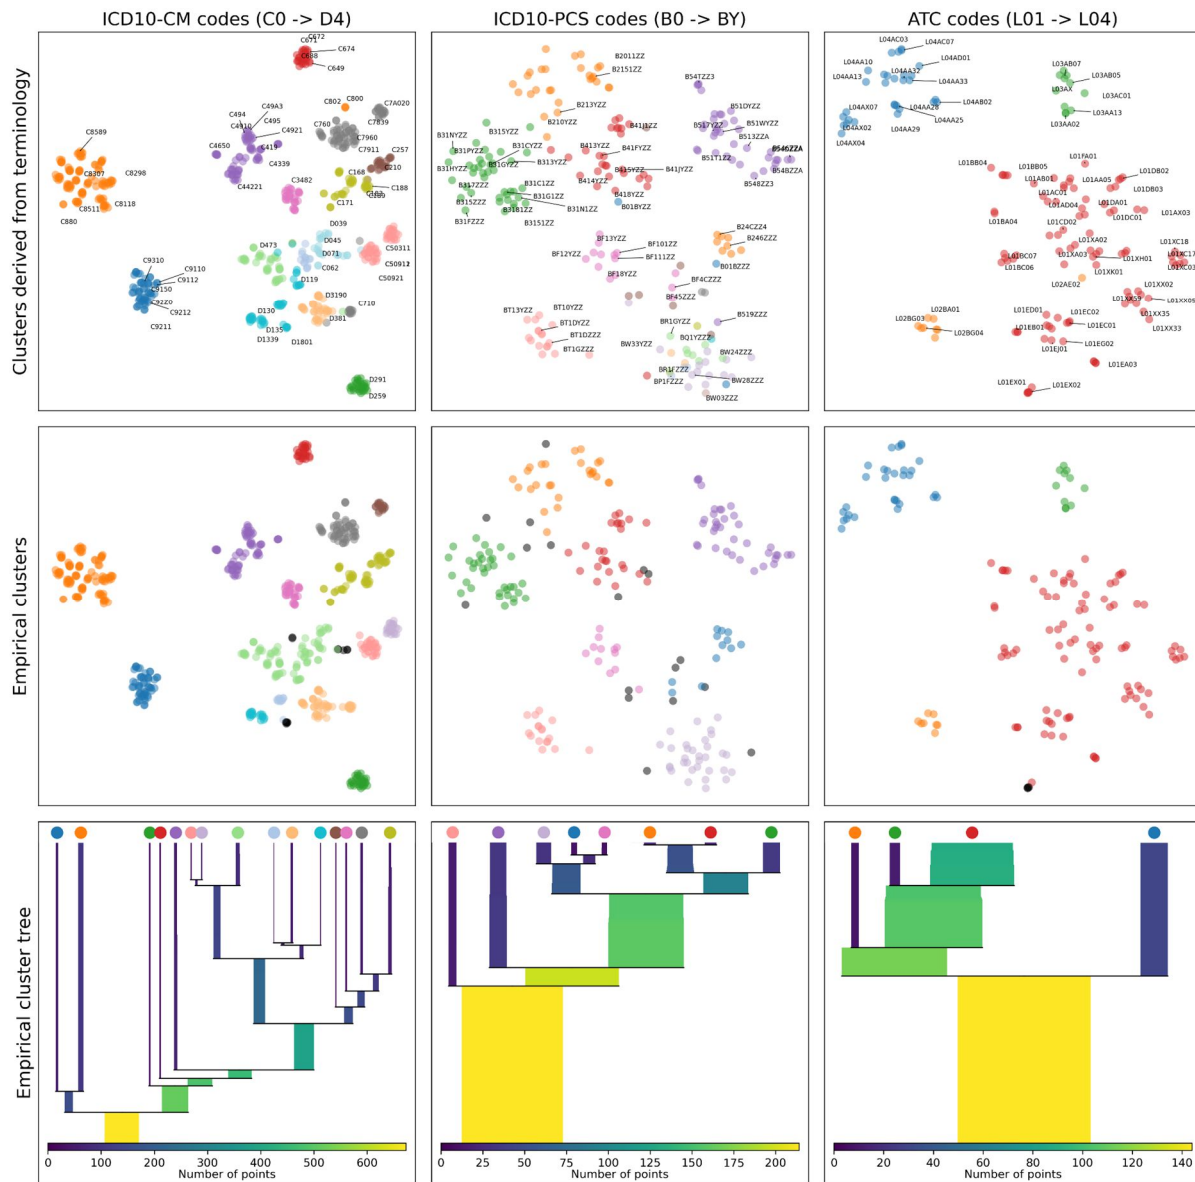 ICD10-CM codes (C0 -> D4)
ICD10-PCS codes (B0 -> BY)
ATC codes (L01 -> L04)
Clusters derived from terminology
C672
C671
C674
C688
C649
C49A3
C494
C495
C4910
C4921
C419
C4650
C4339
C44221
C802
C800
C7A020
C7839
C760
C7960
C7911
C257
C210
C168
C188
C171
C3482
C8589
C8307
C8298
C8511
C8118
C880
C9310
C9110
C9112
C9150
C92Z0
C9212
C9211
D039
D045
D473
D071
D119
C062
C50311
C50912
C50921
D3190
C710
D130
D381
D135
D1339
D1801
D291
D259
B2011ZZ
B2151ZZ
B213YZZ
B210YZZ
B54TZZ3
B51DYZZ
B517YZZ
B51WYZZ
B513ZZA
B51T1ZZ
B546ZZA
B54BZZA
B548ZZ3
B31NYZZ
B315YZZ
B31PYZZ
B31CYZZ
B31GYZZ
B313YZZ
B31HYZZ
B317ZZZ
B31C1ZZ
B31G1ZZ
B315ZZZ
B31B1ZZ
B31N1ZZ
B31FZZZ
B3151ZZ
B41J1ZZ
B413YZZ
B41FYZZ
B415YZZ
B41JYZZ
B414YZZ
B418YZZ
B01BYZZ
B24CZZ4
B246ZZZ
B01BZZZ
BF13YZZ
BF101ZZ
BF12YZZ
BF111ZZ
BF18YZZ
BF4CZZZ
BF45ZZZ
BT13YZZ
BT10YZZ
BT1DYZZ
BT1DZZZ
BT1GZZZ
B519ZZZ
BR1GYZZ
BQ1YZZZ
BW33YZZ
BW24ZZZ
BR1FZZZ
BP1FZZZ
BW28ZZZ
BW03ZZZ
L04AC03
L04AC07
L04AA10
L04AD01
L04AA32
L04AA13
L04AA33
L04AX07
L04AA28
L04AB02
L04AA25
L04AX02
L04AA29
L04AX04
L03AB07
L03AB05
L03AX
L03AC01
L03AA13
L03AA02
L01BB04
L01BB05
L01FA01
L01DB02
L01AB01
L01AA05
L01DB03
L01AC01
L01DA01
L01AD04
L01DC01
L01AX03
L01BA04
L01CD02
L01XA02
L01XC18
L01BC07
L01XA03
L01XH01
L01XC17
L01BC06
L01XK01
L01XC03
L02AE02
L01XX02
L01XX59
L01XX05
L01XX35
L01XX33
L02BA01
L02BG03
L02BG04
L01ED01
L01EC02
L01EB01
L01EC01
L01EG02
L01EJ01
L01EA03
L01EX01
L01EX02
Empirical clusters
Empirical cluster tree
0 100 200 300 400 500 600
Number of points
0 25 50 75 100 125 150 175 200
Number of points
0 20 40 60 80 100 120 140
Number of points